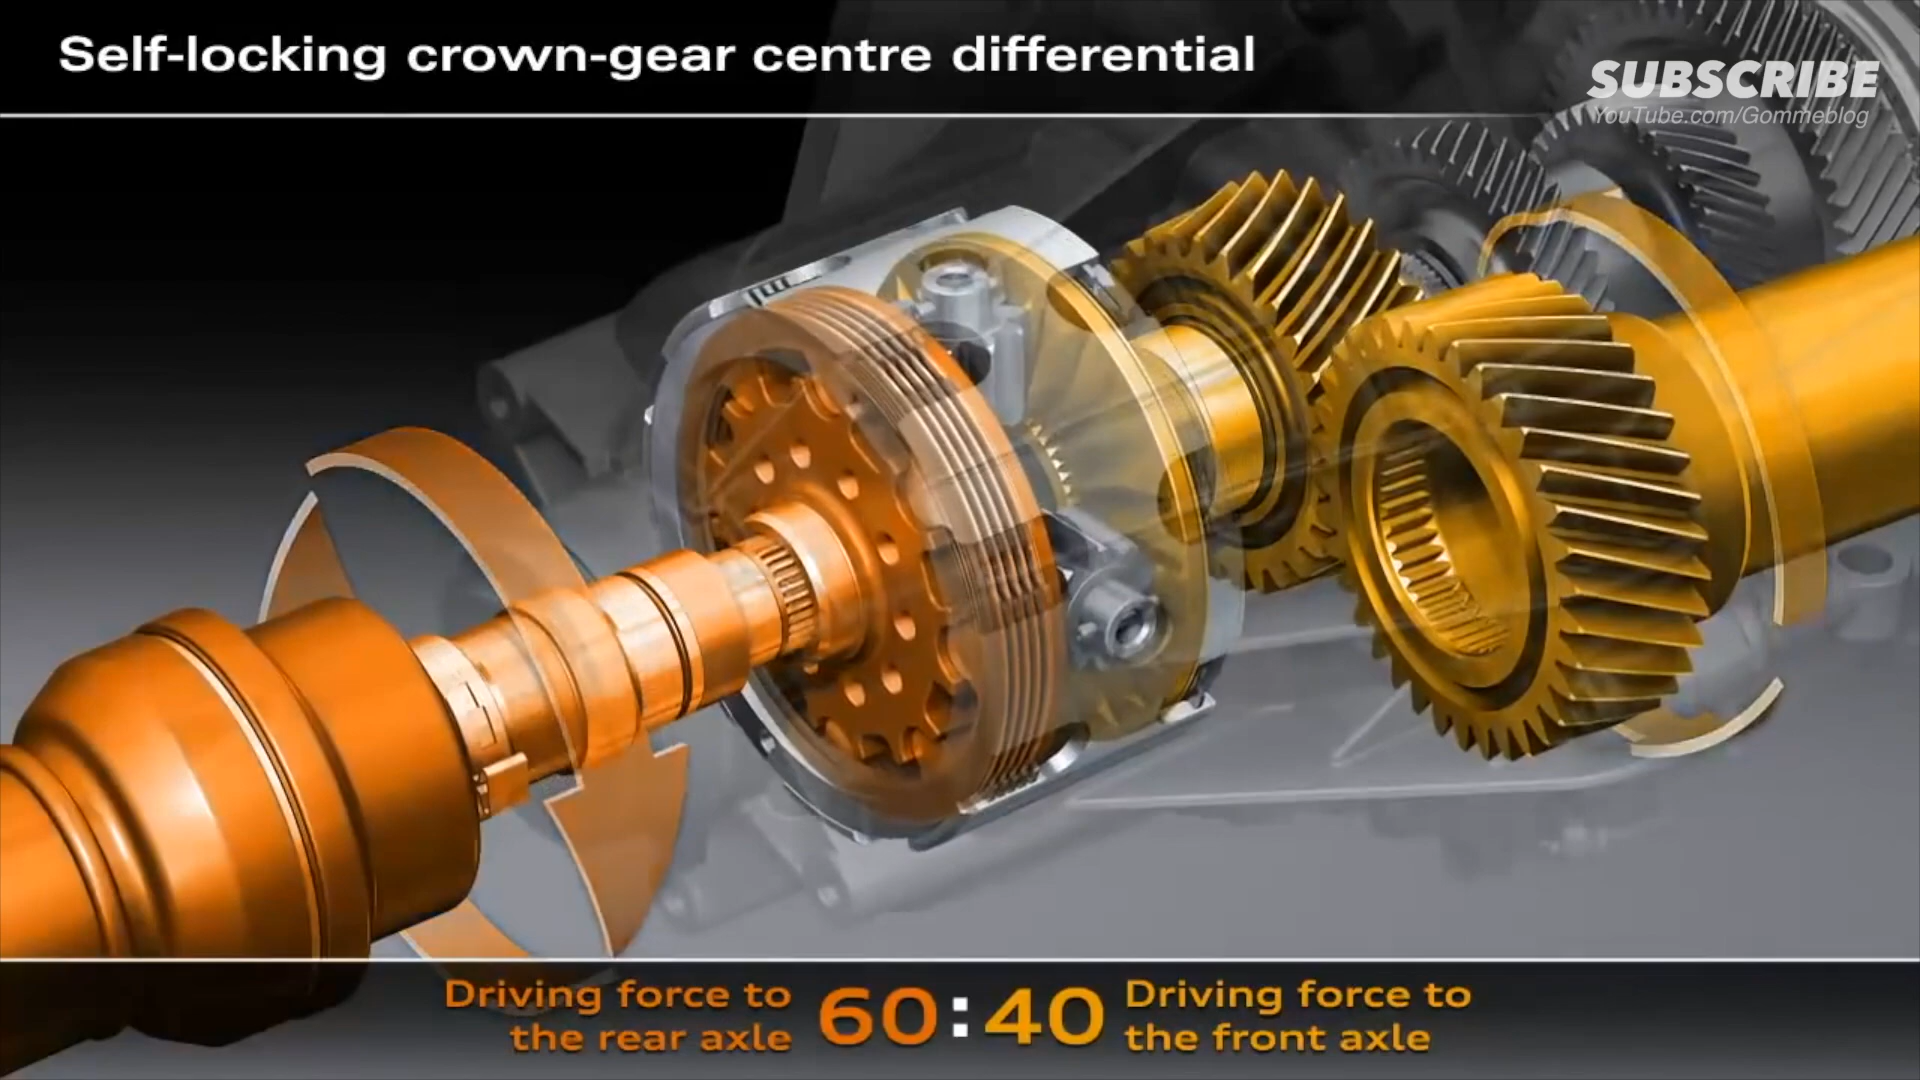 Self-locking crown-gear centre differential
SUBSCRIBE
YouTube.com/Gommeblog
Driving force to
the rear axle
60:40
Driving force to
the front axle